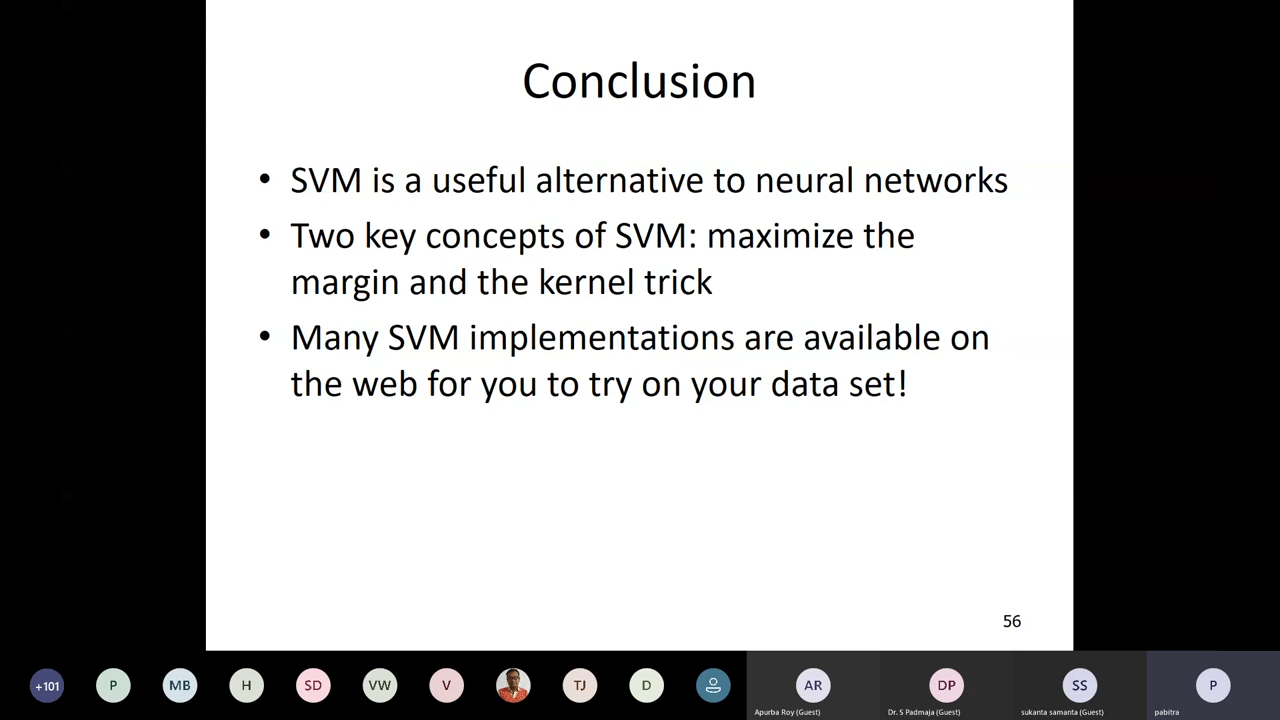 Conclusion
• SVM is a useful alternative to neural networks
• Two key concepts of SVM: maximize the
margin and the kernel trick
• Many SVM implementations are available on
the web for you to try on your data set!
56
+101 P MB H SD VW V TJ D AR DP SS P
Apurba Roy (Guest) Dr. S Padmaja (Guest) sukanta samanta (Guest) pabitra